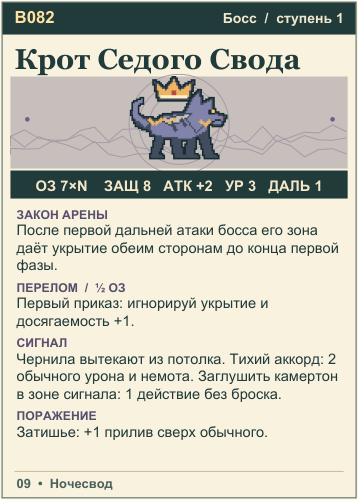 B082
Босс / ступень 1
Крот Седого Свода
ОЗ 7×N ЗАЩ 8 АТК +2 УР 3 ДАЛЬ 1
ЗАКОН АРЕНЫ
После первой дальней атаки босса его зона
даёт укрытие обеим сторонам до конца первой
фазы.
ПЕРЕЛОМ / ½ ОЗ
Первый приказ: игнорируй укрытие и
досягаемость +1.
СИГНАЛ
Чернила вытекают из потолка. Тихий аккорд: 2
обычного урона и немота. Заглушить камертон
в зоне сигнала: 1 действие без броска.
ПОРАЖЕНИЕ
Затишье: +1 прилив сверх обычного.
09 • Ночесвод